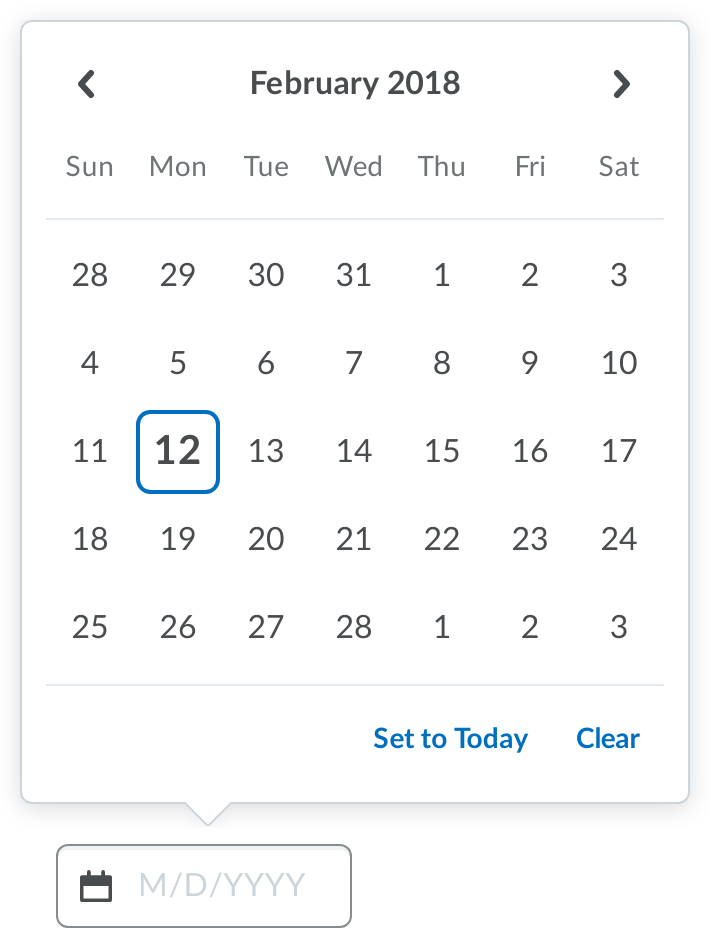 February 2018
Sun Mon Tue Wed Thu Fri Sat
28 29 30 31 1 2 3
4 5 6 7 8 9 10
11 12 13 14 15 16 17
18 19 20 21 22 23 24
25 26 27 28 1 2 3
Set to Today Clear
M/D/YYYY